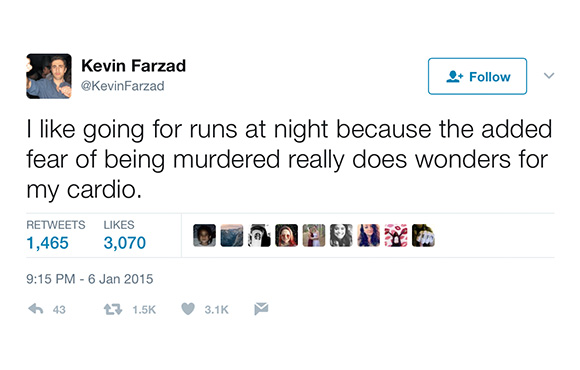 Kevin Farzad
@KevinFarzad
Follow
I like going for runs at night because the added
fear of being murdered really does wonders for
my cardio.
RETWEETS LIKES
1,465 3,070
9:15 PM - 6 Jan 2015
43 1.5K 3.1K